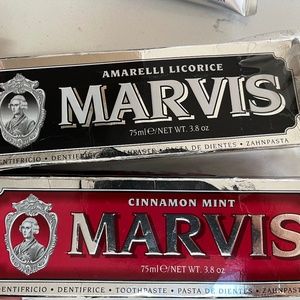 AMARELLI LICORICE
MARVIS
75ml℮/NET WT. 3.8 oz
DENTIFRICIO • DENTIFRICE • TOOTHPASTE • PASTA DE DIENTES • ZAHNPASTA
CINNAMON MINT
MARVIS
75ml℮/NET WT. 3.8 oz
DENTIFRICIO • DENTIFRICE • TOOTHPASTE • PASTA DE DIENTES • ZAHNPASTA